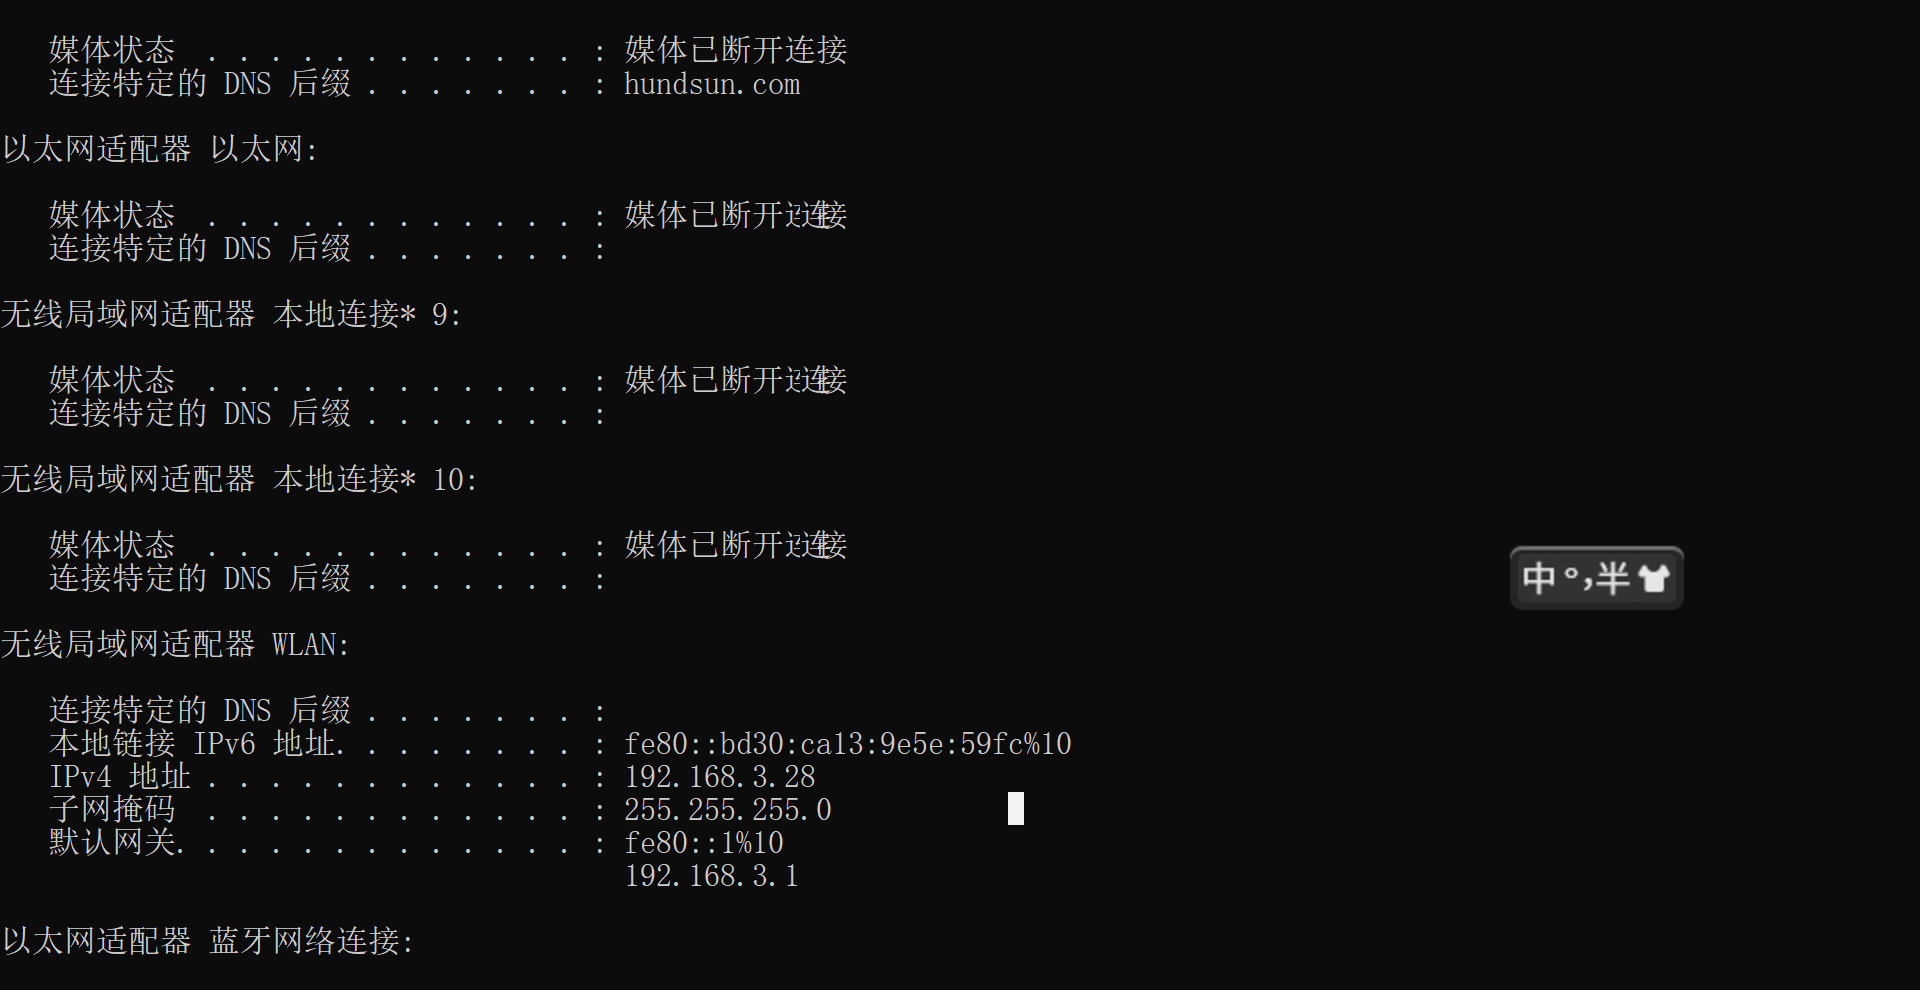 媒体状态  . . . . . . . . . . . . : 媒体已断开连接
连接特定的 DNS 后缀 . . . . . . . : hundsun.com
以太网适配器 以太网:
媒体状态  . . . . . . . . . . . . : 媒体已断开连接
连接特定的 DNS 后缀 . . . . . . . :
无线局域网适配器 本地连接* 9:
媒体状态  . . . . . . . . . . . . : 媒体已断开连接
连接特定的 DNS 后缀 . . . . . . . :
无线局域网适配器 本地连接* 10:
媒体状态  . . . . . . . . . . . . : 媒体已断开连接
连接特定的 DNS 后缀 . . . . . . . :
中°,半
无线局域网适配器 WLAN:
连接特定的 DNS 后缀 . . . . . . . :
本地链接 IPv6 地址. . . . . . . . : fe80::bd30:ca13:9e5e:59fc%10
IPv4 地址 . . . . . . . . . . . . : 192.168.3.28
子网掩码  . . . . . . . . . . . . : 255.255.255.0
默认网关. . . . . . . . . . . . . : fe80::1%10
192.168.3.1
以太网适配器 蓝牙网络连接: